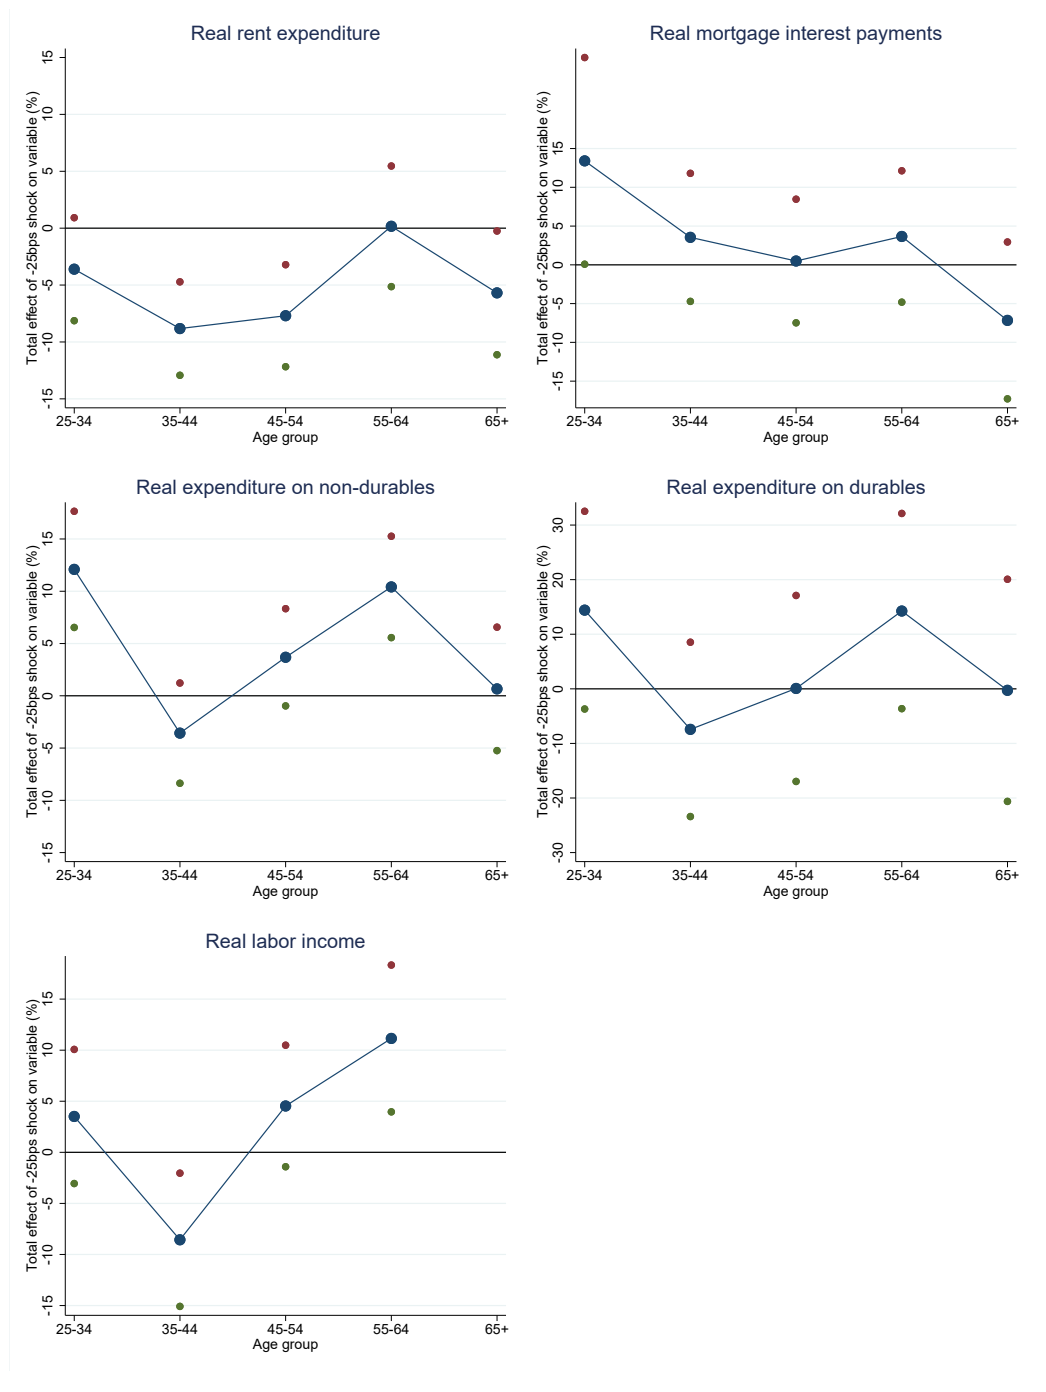 Real rent expenditure
Total effect of -25bps shock on variable (%)
15
10
5
0
-5
-10
-15
25-34 35-44 45-54 55-64 65+
Age group
Real mortgage interest payments
Total effect of -25bps shock on variable (%)
15
10
5
0
-5
-10
-15
25-34 35-44 45-54 55-64 65+
Age group
Real expenditure on non-durables
Total effect of -25bps shock on variable (%)
15
10
5
0
-5
-10
-15
25-34 35-44 45-54 55-64 65+
Age group
Real expenditure on durables
Total effect of -25bps shock on variable (%)
30
20
10
0
-10
-20
-30
25-34 35-44 45-54 55-64 65+
Age group
Real labor income
Total effect of -25bps shock on variable (%)
15
10
5
0
-5
-10
-15
25-34 35-44 45-54 55-64 65+
Age group